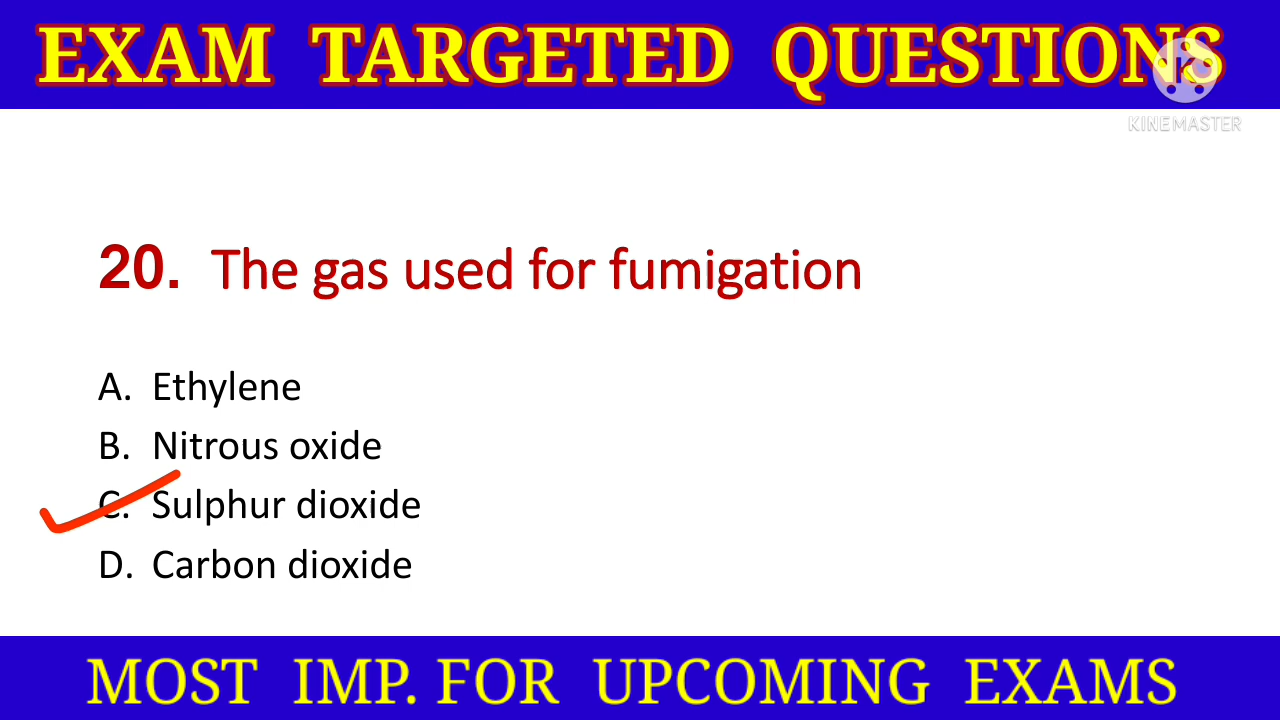 EXAM TARGETED QUESTIONS
KINEMASTER
20. The gas used for fumigation
A. Ethylene
B. Nitrous oxide
C. Sulphur dioxide
D. Carbon dioxide
MOST IMP. FOR UPCOMING EXAMS